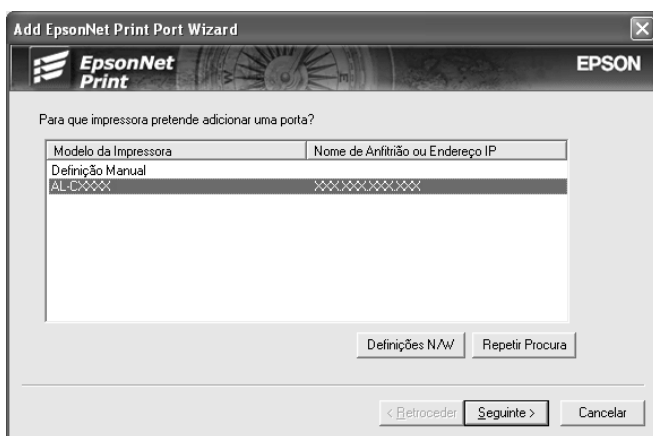 Add EpsonNet Print Port Wizard
EpsonNet
Print
EPSON
Para que impressora pretende adicionar uma porta?
Modelo da Impressora Nome de Anfitrião ou Endereço IP
Definição Manual
AL-CXXXX XXX.XXX.XXX.XXX
Definições N/W Repetir Procura
< Retroceder Seguinte > Cancelar